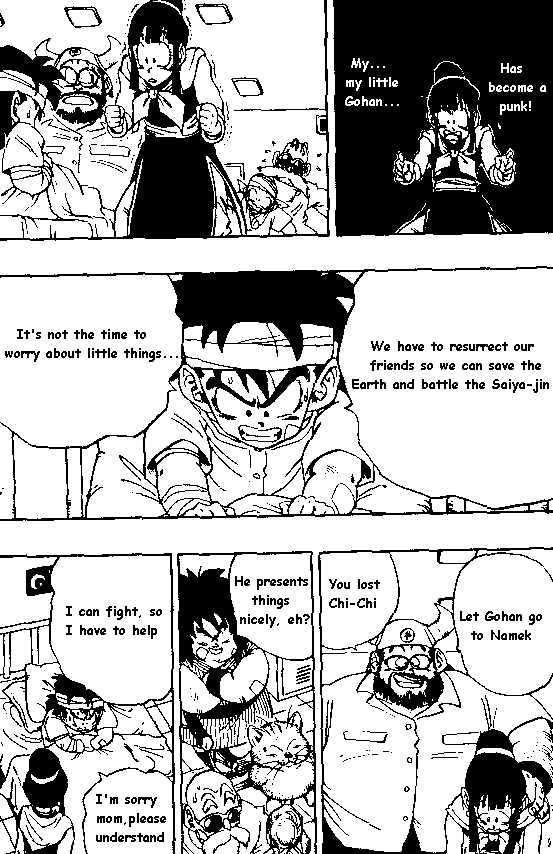 My...
my little
Gohan...
Has
become a
punk!
It's not the time to
worry about little things...
We have to resurrect our
friends so we can save the
Earth and battle the Saiya-jin
I can fight, so
I have to help
I'm sorry
mom,please
understand
He presents
things
nicely, eh?
You lost
Chi-Chi
Let Gohan go
to Namek